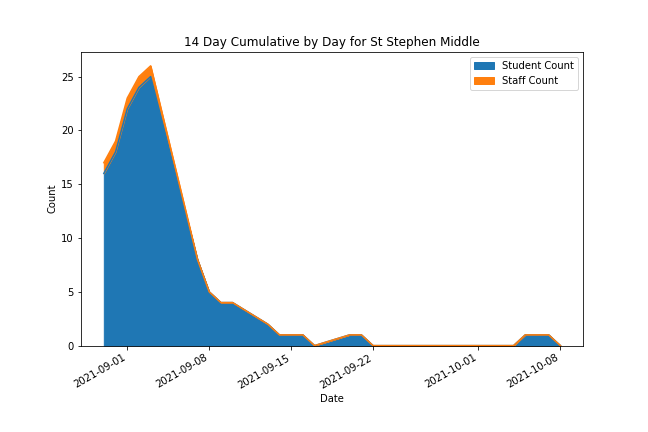 14 Day Cumulative by Day for St Stephen Middle
Student Count
Staff Count
25
20
15
10
5
0
Count
2021-09-01
2021-09-08
2021-09-15
2021-09-22
2021-10-01
2021-10-08
Date